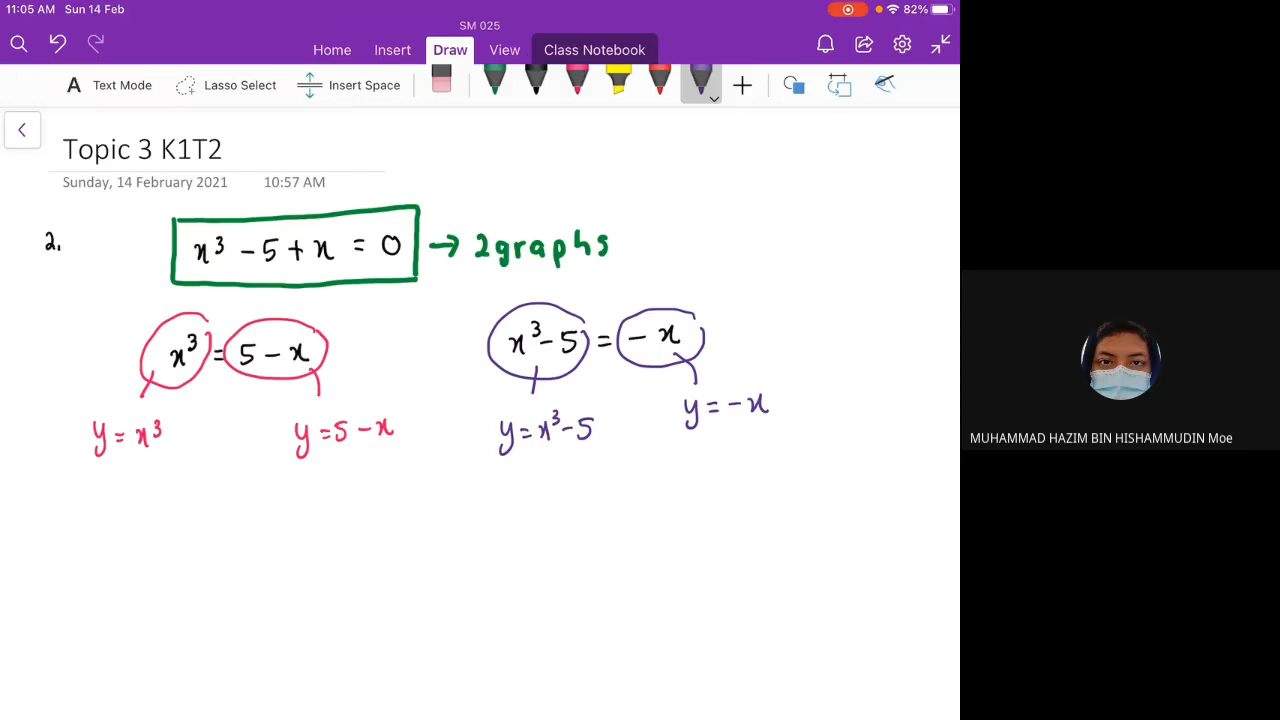 11:05 AM Sun 14 Feb
82%
SM 025
Home Insert Draw View Class Notebook
Text Mode Lasso Select Insert Space
Topic 3 K1T2
Sunday, 14 February 2021 10:57 AM
2. x³ - 5 + x = 0 → 2 graphs
x³ = 5 - x
x³ - 5 = - x
y = x³ y = 5 - x
y = x³ - 5 y = - x
MUHAMMAD HAZIM BIN HISHAMMUDIN Moe